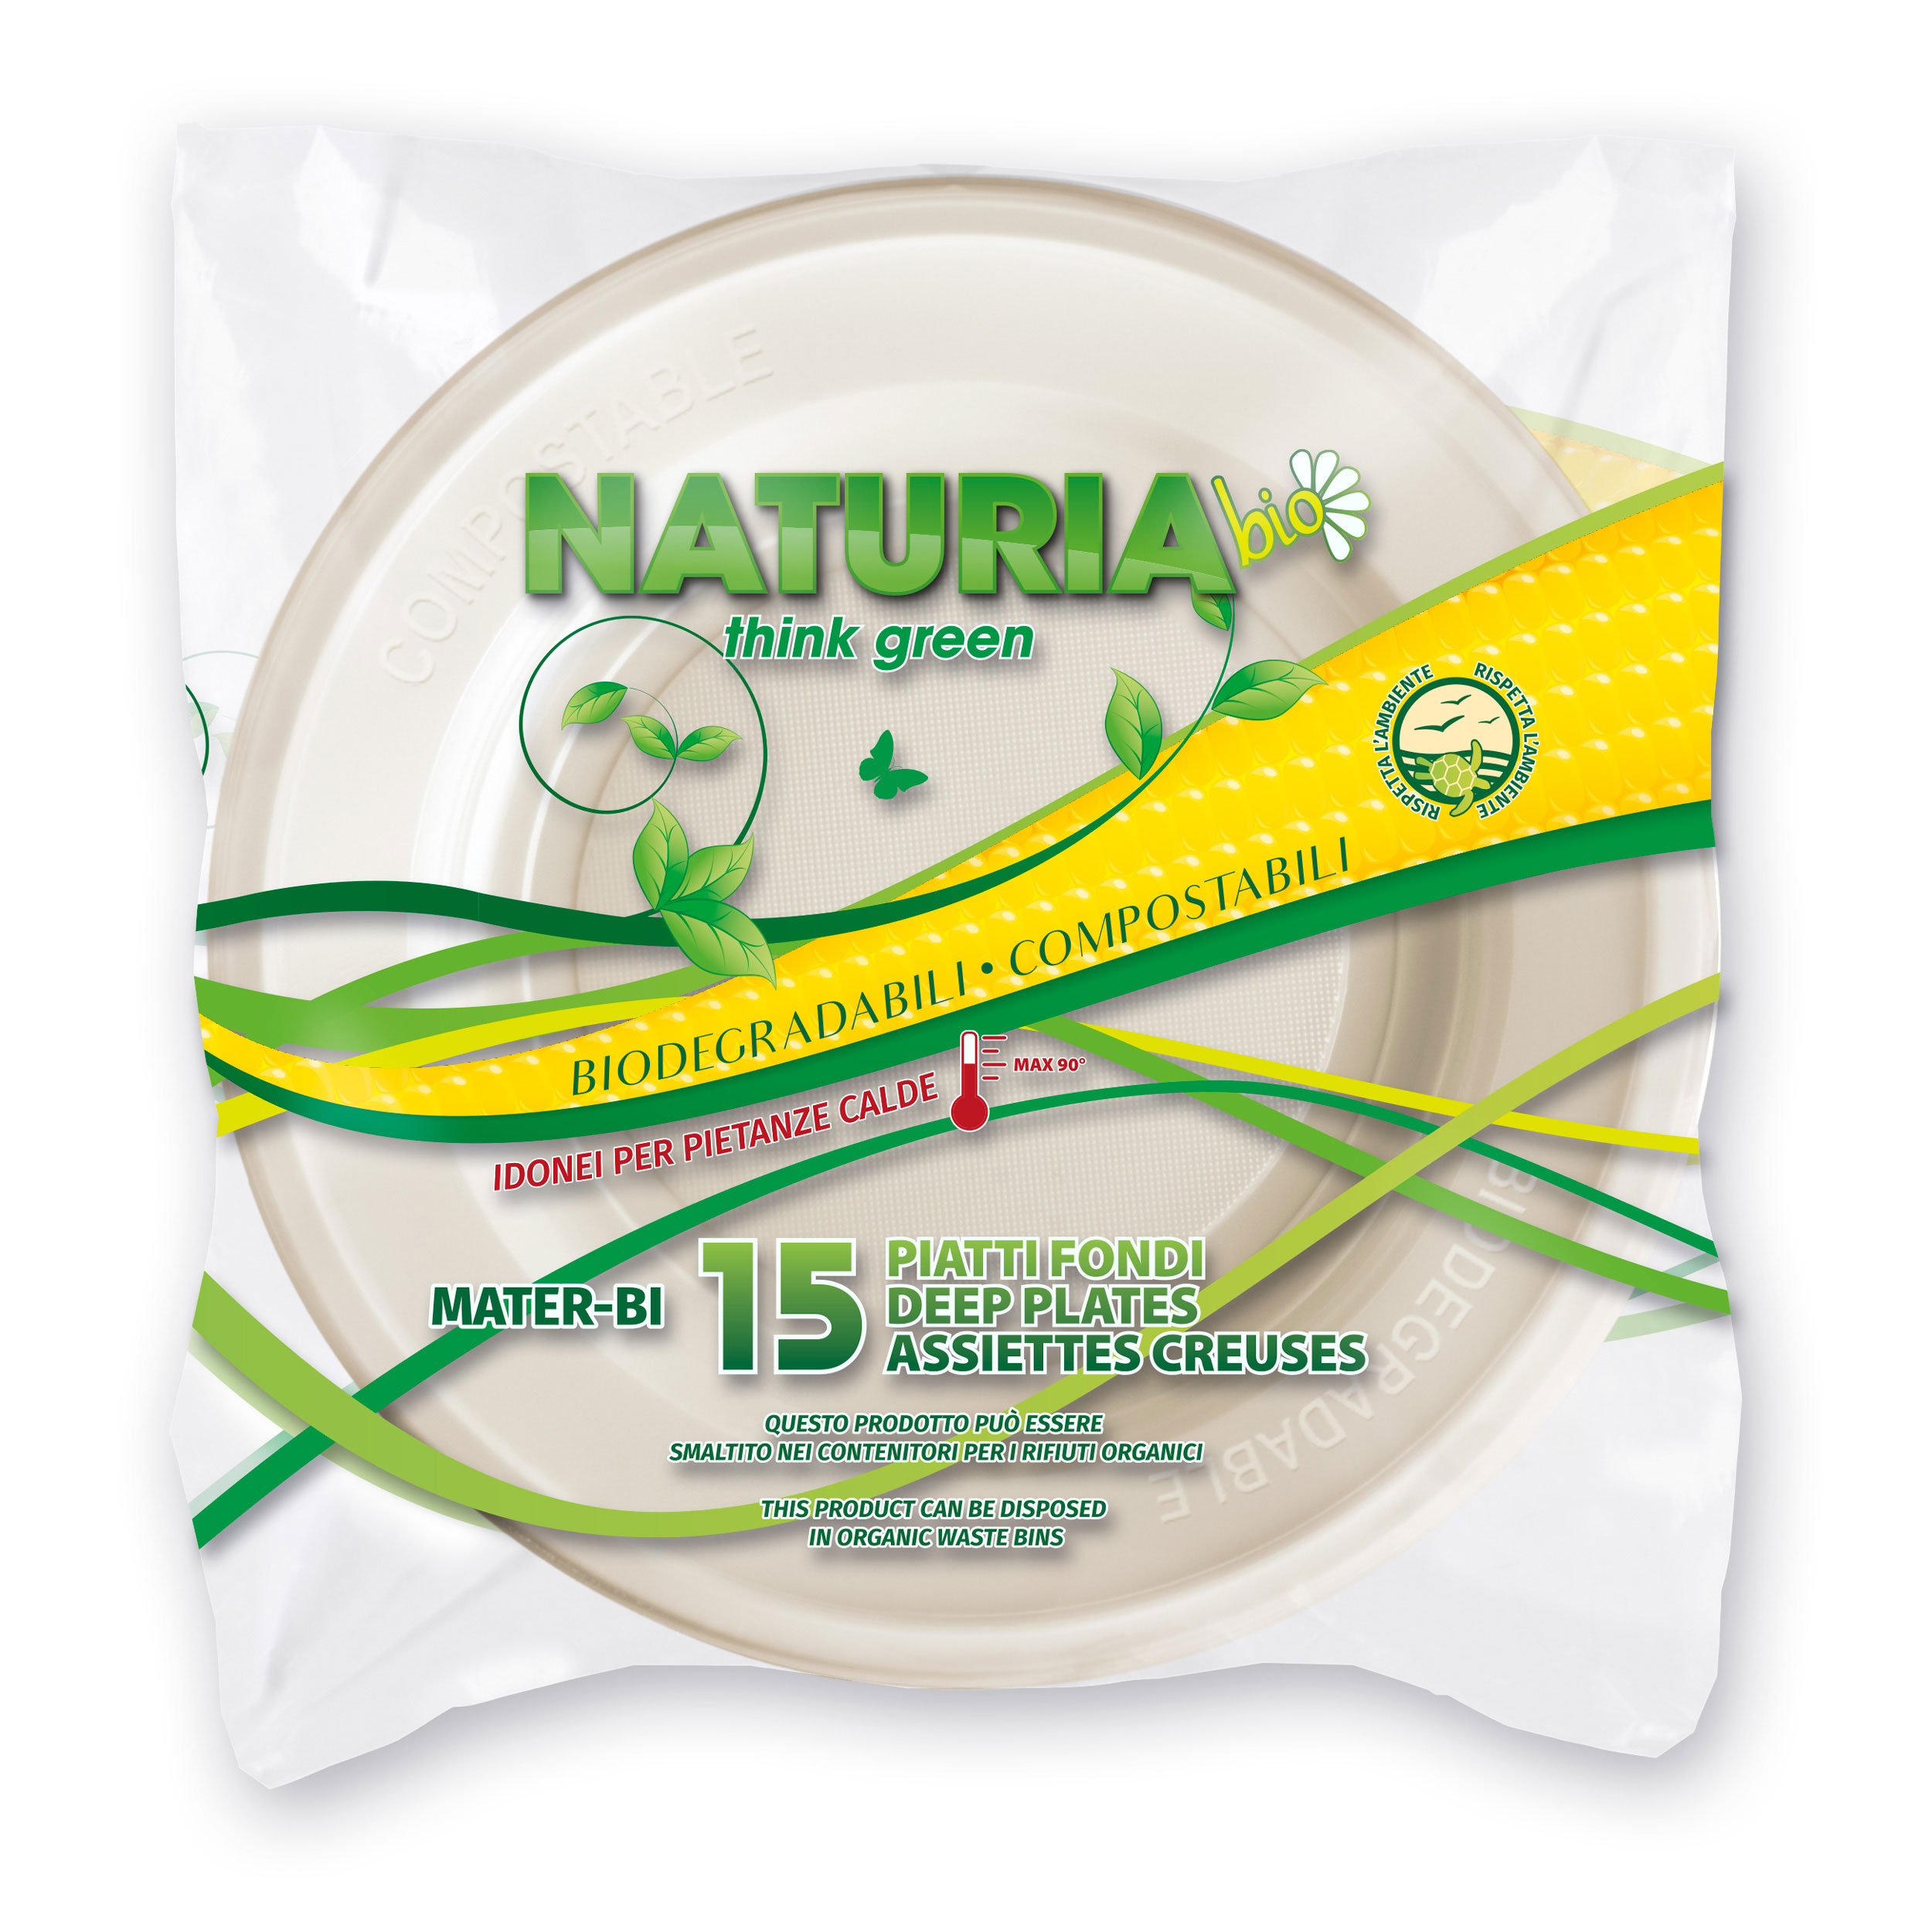 COMPOSTABLE
NATURIA bio
think green
RISPETTA L'AMBIENTE
RISPETTA L'AMBIENTE
BIODEGRADABILI • COMPOSTABILI
MAX 90°
IDONEI PER PIETANZE CALDE
MATER-BI
15
PIATTI FONDI
DEEP PLATES
ASSIETTES CREUSES
BIODEGRADABLE
QUESTO PRODOTTO PUÒ ESSERE
SMALTITO NEI CONTENITORI PER I RIFIUTI ORGANICI
THIS PRODUCT CAN BE DISPOSED
IN ORGANIC WASTE BINS